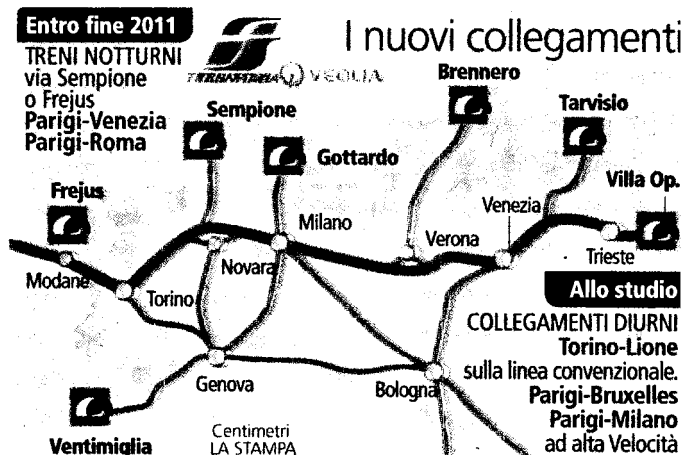 Entro fine 2011
TRENI NOTTURNI
via Sempione
o Frejus
Parigi-Venezia
Parigi-Roma
TRENITALIA VEOLIA
I nuovi collegamenti
Brennero
Sempione
Tarvisio
Gottardo
Villa Op.
Frejus
Venezia
Milano
Verona
Trieste
Modane
Novara
Torino
Genova
Bologna
Ventimiglia
Allo studio
COLLEGAMENTI DIURNI
Torino-Lione
sulla linea convenzionale.
Parigi-Bruxelles
Parigi-Milano
ad alta Velocità
Centimetri
LA STAMPA